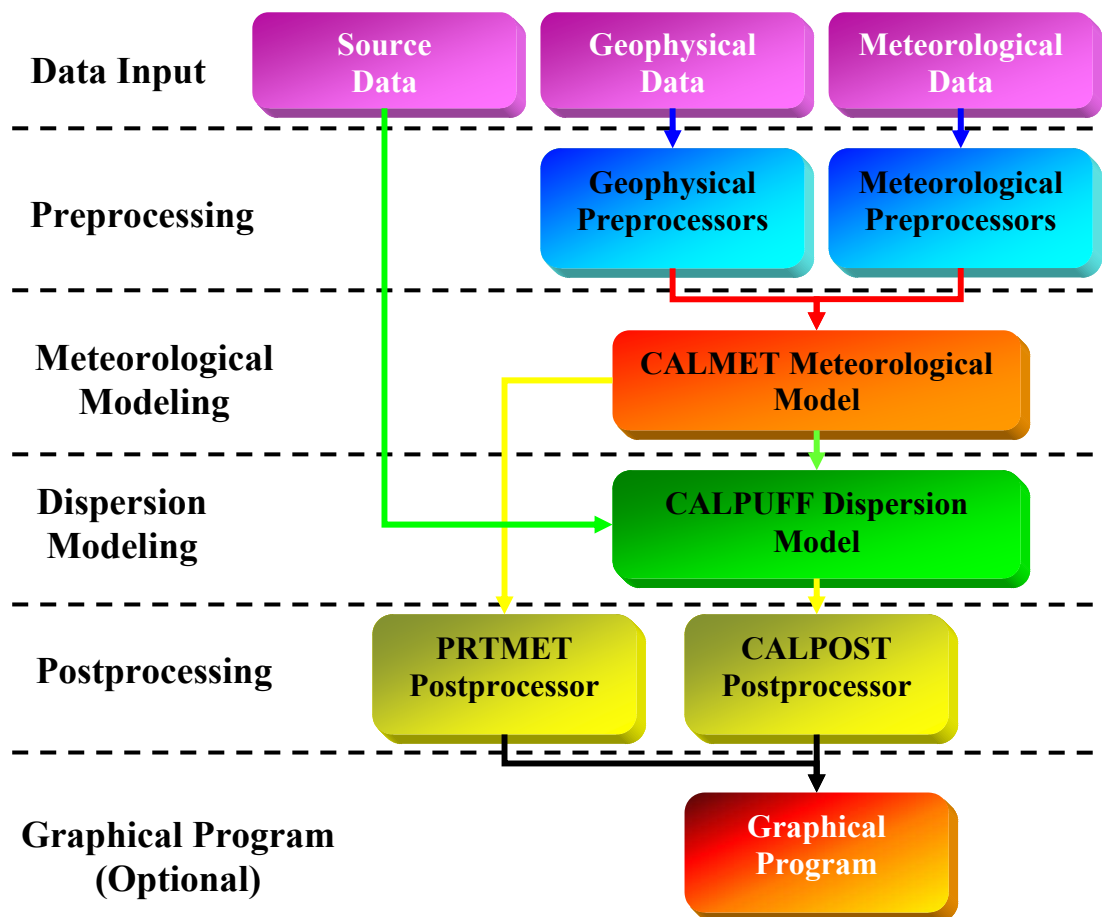 Data Input
Source
Data
Geophysical
Data
Meteorological
Data
Preprocessing
Geophysical
Preprocessors
Meteorological
Preprocessors
Meteorological
Modeling
CALMET Meteorological
Model
Dispersion
Modeling
CALPUFF Dispersion
Model
Postprocessing
PRTMET
Postprocessor
CALPOST
Postprocessor
Graphical Program
(Optional)
Graphical
Program